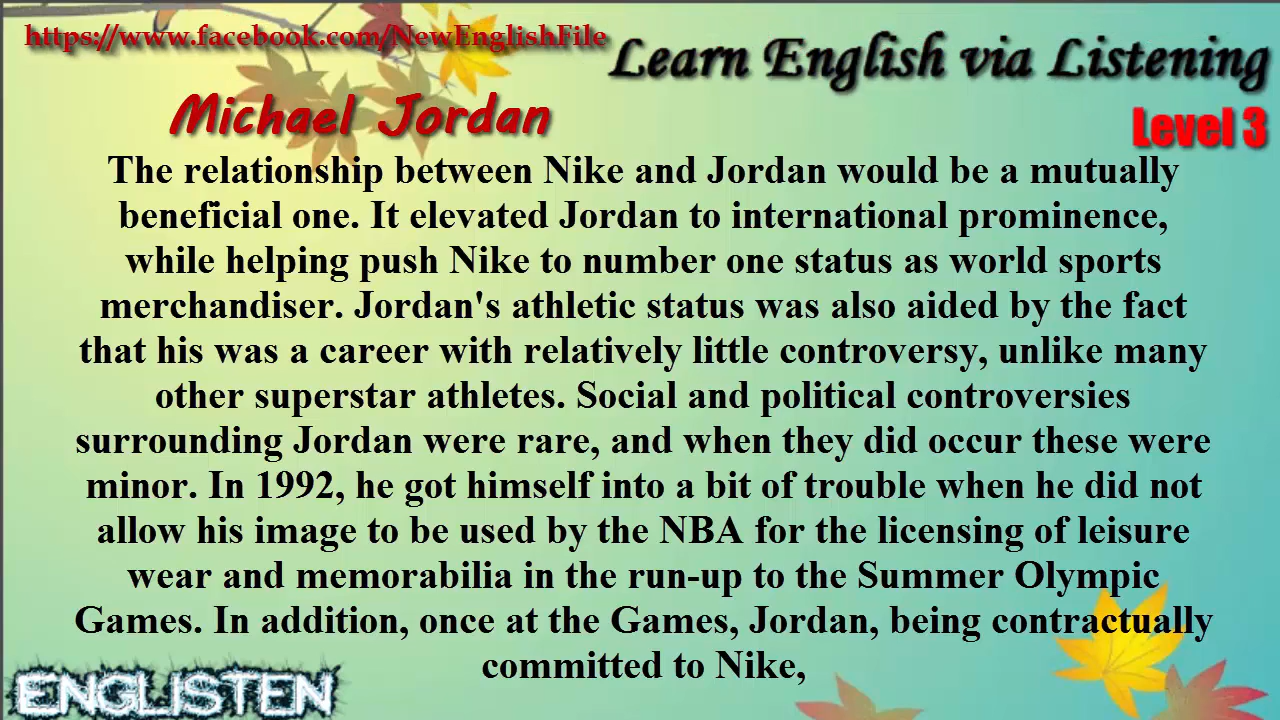 https://www.facebook.com/NewEnglishFile
Learn English via Listening
Michael Jordan
Level 3
The relationship between Nike and Jordan would be a mutually
beneficial one. It elevated Jordan to international prominence,
while helping push Nike to number one status as world sports
merchandiser. Jordan's athletic status was also aided by the fact
that his was a career with relatively little controversy, unlike many
other superstar athletes. Social and political controversies
surrounding Jordan were rare, and when they did occur these were
minor. In 1992, he got himself into a bit of trouble when he did not
allow his image to be used by the NBA for the licensing of leisure
wear and memorabilia in the run-up to the Summer Olympic
Games. In addition, once at the Games, Jordan, being contractually
committed to Nike,
ENGLISTEN